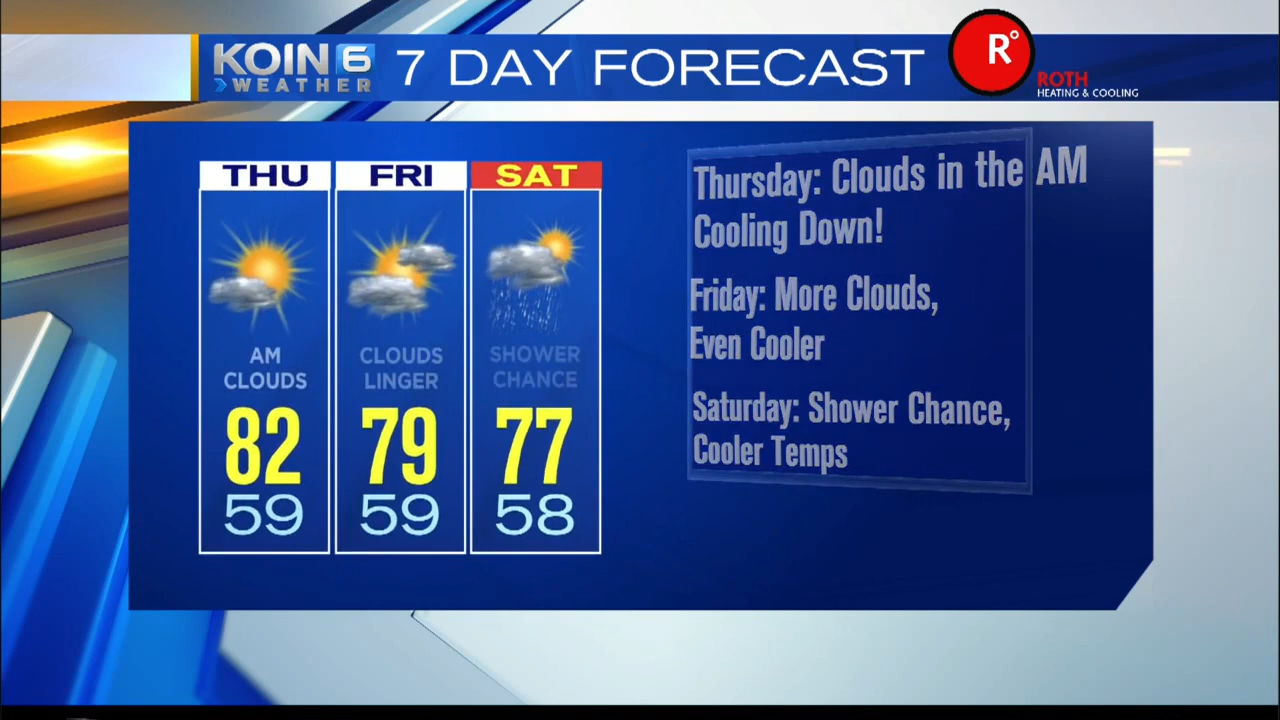 KOIN 6
WEATHER
7 DAY FORECAST
R°
ROTH
HEATING & COOLING
THU
AM
CLOUDS
82
59
FRI
CLOUDS
LINGER
79
59
SAT
SHOWER
CHANCE
77
58
Thursday: Clouds in the AM
Cooling Down!
Friday: More Clouds,
Even Cooler
Saturday: Shower Chance,
Cooler Temps